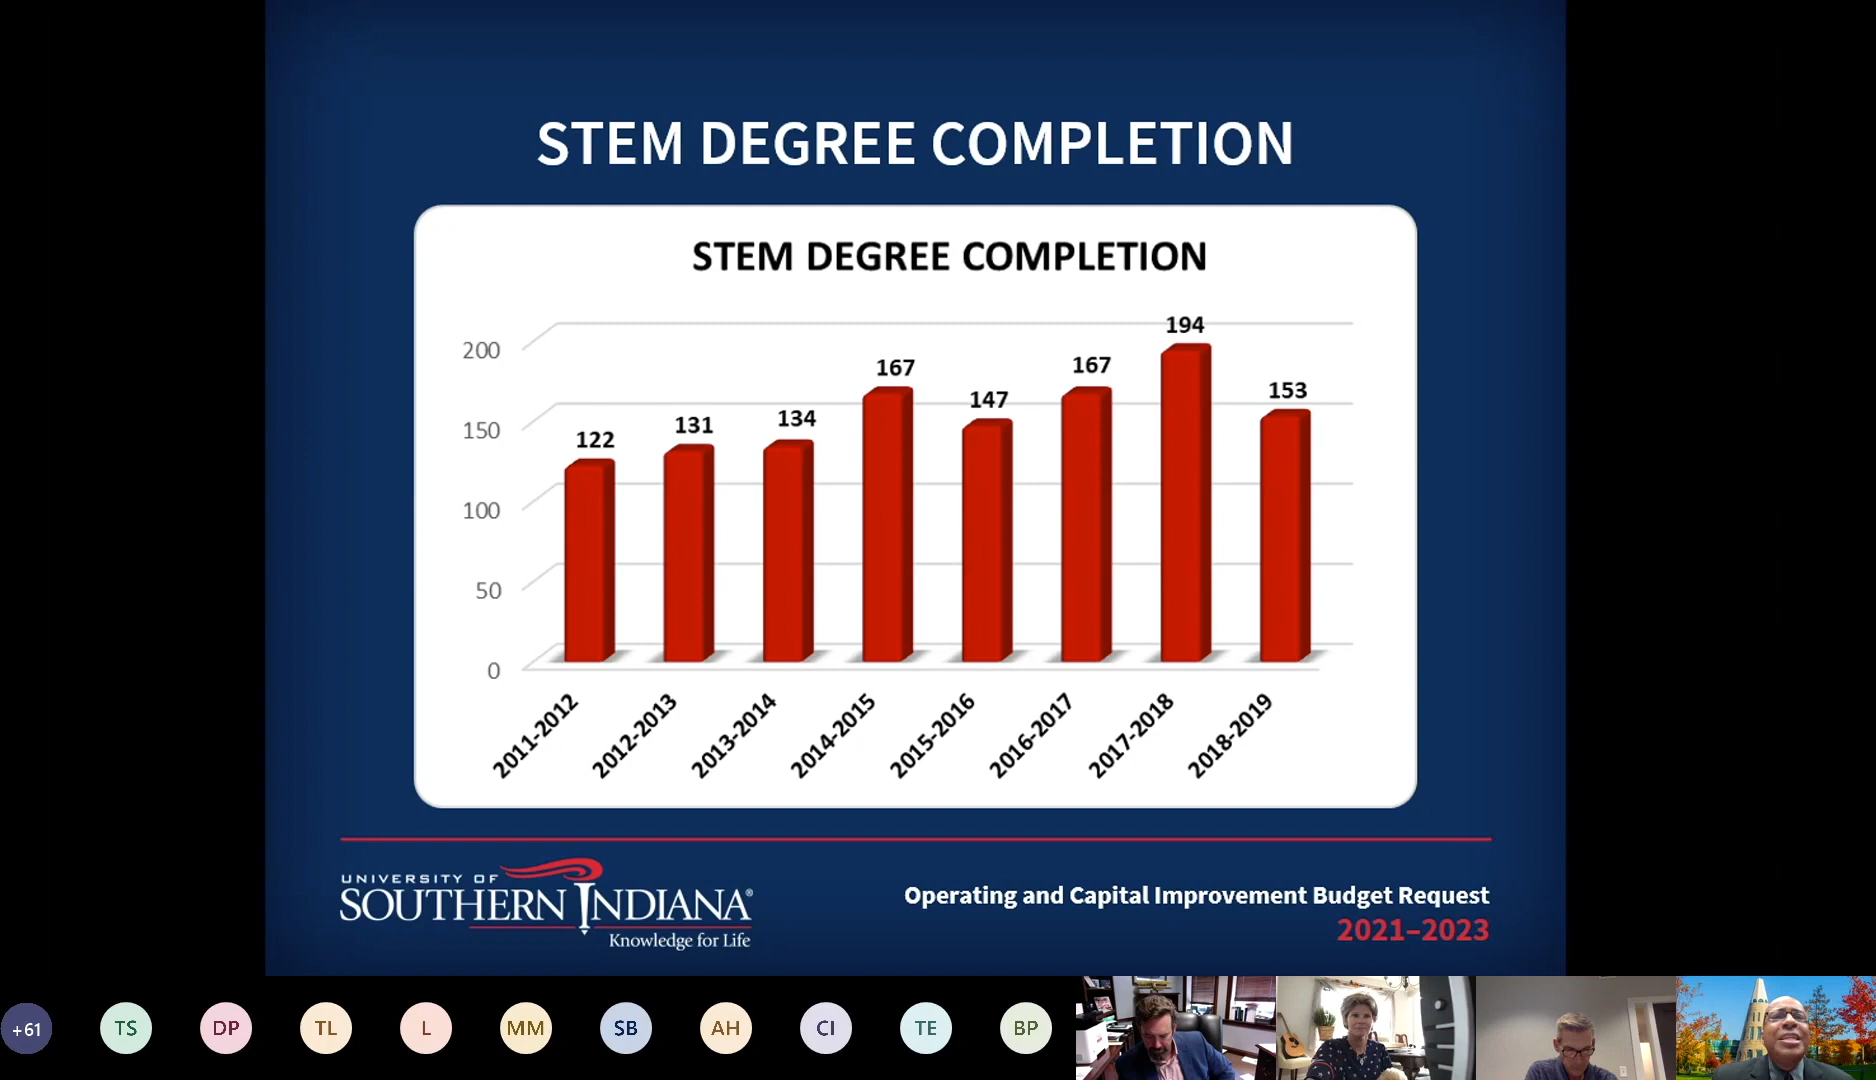 STEM DEGREE COMPLETION
STEM DEGREE COMPLETION
200
150
100
50
0
122
131
134
167
147
167
194
153
2011-2012
2012-2013
2013-2014
2014-2015
2015-2016
2016-2017
2017-2018
2018-2019
UNIVERSITY OF
SOUTHERN INDIANA®
Knowledge for Life
Operating and Capital Improvement Budget Request
2021–2023
+61
TS
DP
TL
L
MM
SB
AH
CI
TE
BP